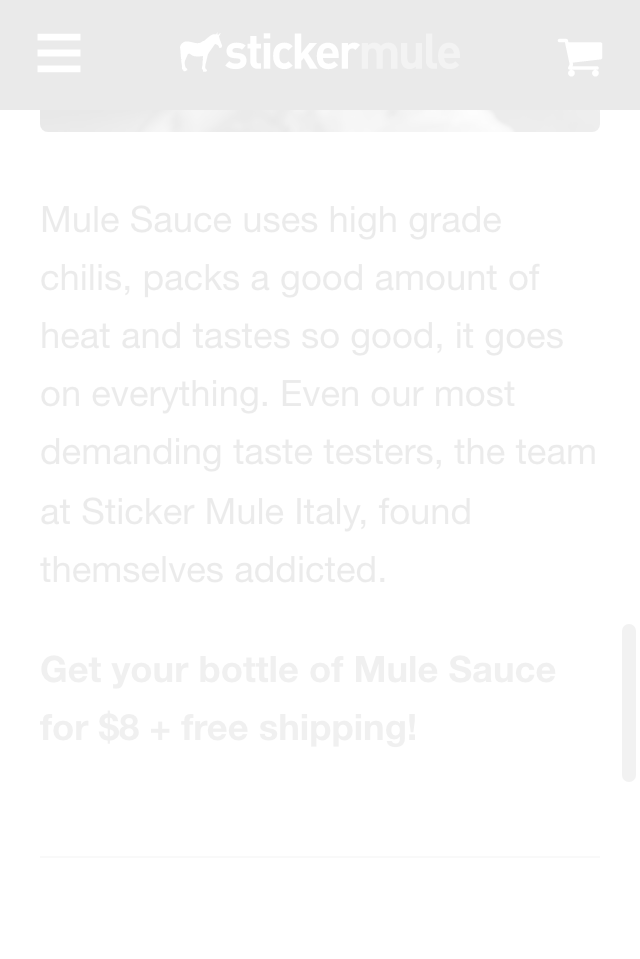 stickermule
Mule Sauce uses high grade
chilis, packs a good amount of
heat and tastes so good, it goes
on everything. Even our most
demanding taste testers, the team
at Sticker Mule Italy, found
themselves addicted.
Get your bottle of Mule Sauce
for $8 + free shipping!